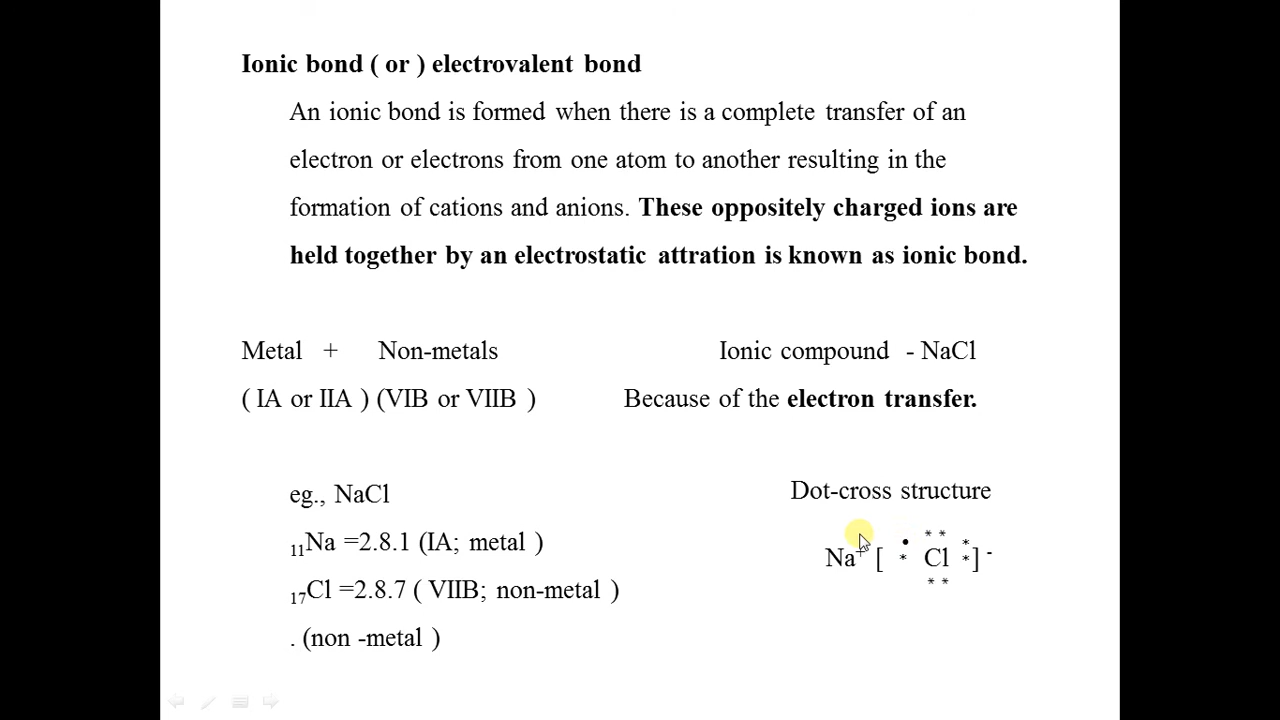 Ionic bond ( or ) electrovalent bond
An ionic bond is formed when there is a complete transfer of an
electron or electrons from one atom to another resulting in the
formation of cations and anions. These oppositely charged ions are
held together by an electrostatic attration is known as ionic bond.
Metal + Non-metals Ionic compound - NaCl
( IA or IIA ) (VIB or VIIB ) Because of the electron transfer.
eg., NaCl Dot-cross structure
₁₁Na =2.8.1 (IA; metal ) Na⁺ [ Cl ] -
₁₇Cl =2.8.7 ( VIIB; non-metal )
. (non -metal )